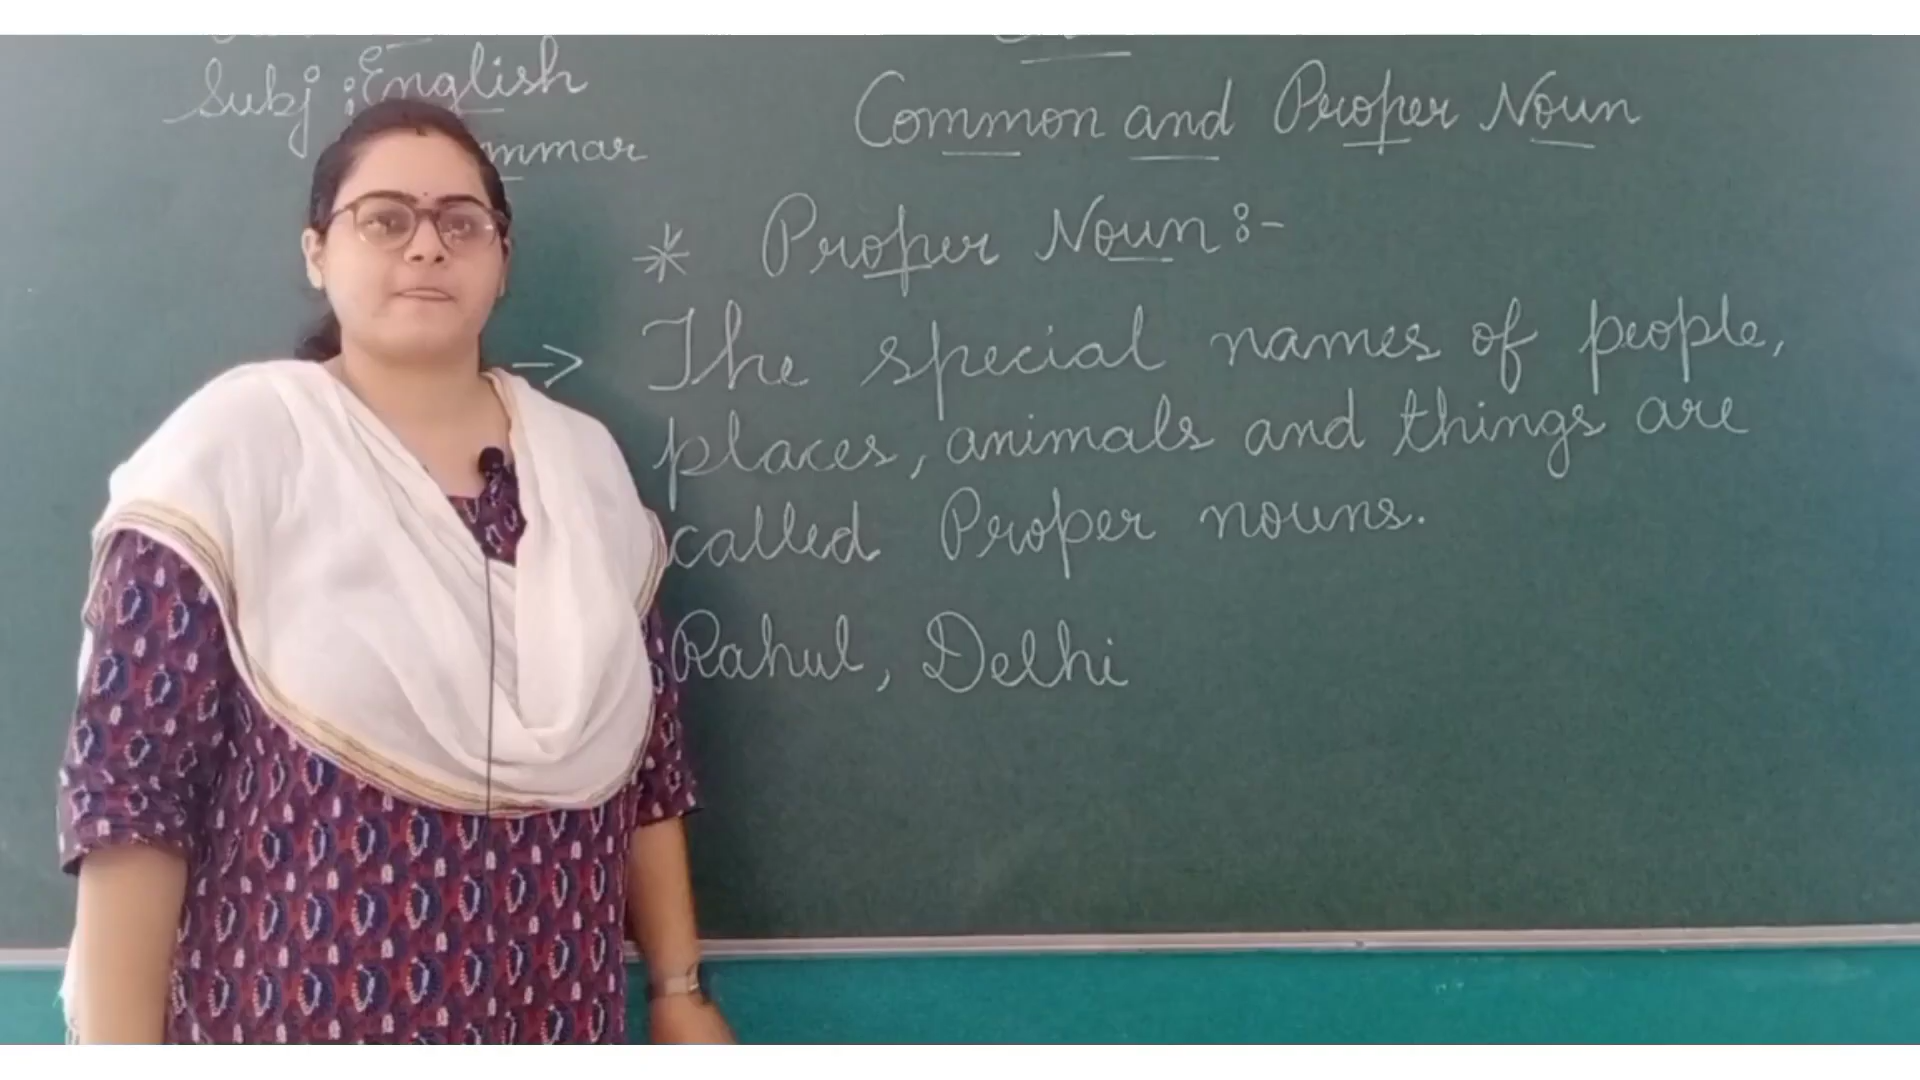 Subj : English
Common and Proper Noun
* Proper Noun :-
→ The special names of people,
places, animals and things are
called Proper nouns.
Rahul, Delhi